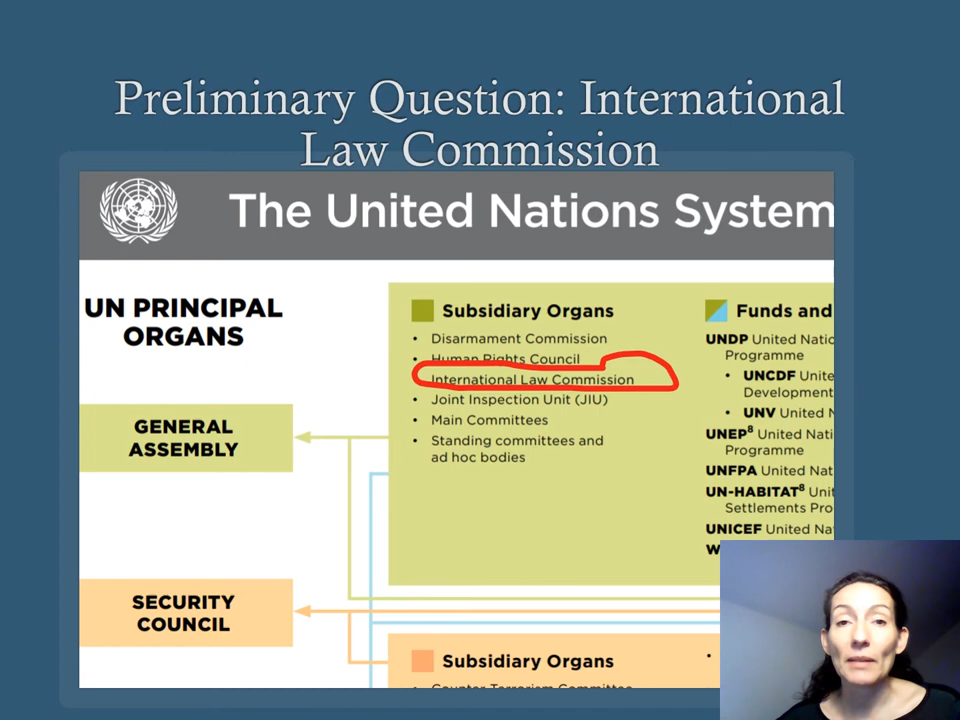 Preliminary Question: International
Law Commission
The United Nations System
UN PRINCIPAL
ORGANS
GENERAL
ASSEMBLY
SECURITY
COUNCIL
Subsidiary Organs
• Disarmament Commission
• Human Rights Council
International Law Commission
• Joint Inspection Unit (JIU)
• Main Committees
• Standing committees and
ad hoc bodies
Funds and
UNDP United Natio
Programme
• UNCDF Unite
Development
• UNV United N
UNEP⁸ United Nati
Programme
UNFPA United Nat
UN-HABITAT⁸ Unit
Settlements Pro
UNICEF United Na
W
Subsidiary Organs
Counter-Terrorism Committee